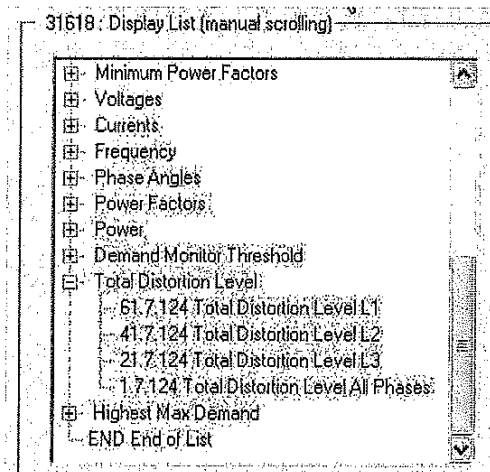 31618 : Display List (manual scrolling)
Minimum Power Factors
Voltages
Currents
Frequency
Phase Angles
Power Factors
Power
Demand Monitor Threshold
Total Distortion Level
61.7.124 Total Distortion Level L1
41.7.124 Total Distortion Level L2
21.7.124 Total Distortion Level L3
1.7.124 Total Distortion Level All Phases
Highest Max Demand
END End of List